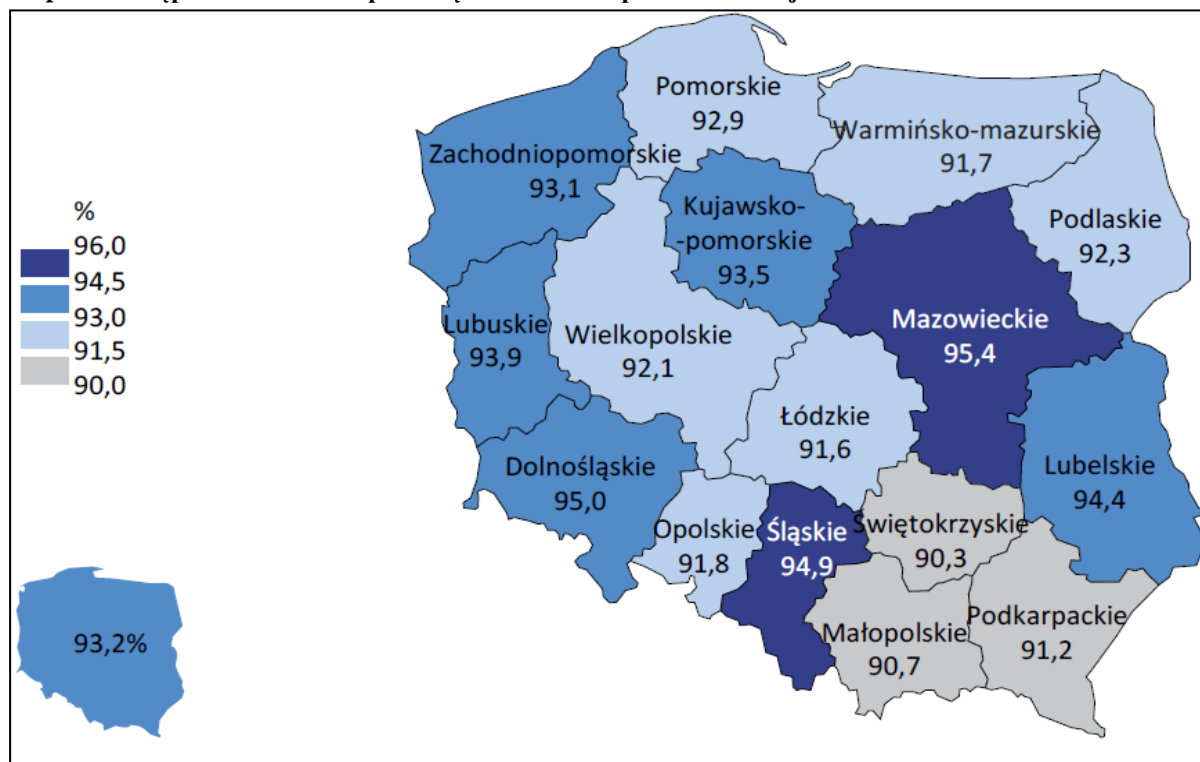 %
96,0
94,5
93,0
91,5
90,0
Pomorskie
92,9
Warmińsko-mazurskie
91,7
Zachodniopomorskie
93,1
Kujawsko-
-pomorskie
93,5
Podlaskie
92,3
Mazowieckie
95,4
Lubuskie
93,9
Wielkopolskie
92,1
Łódzkie
91,6
Lubelskie
94,4
Dolnośląskie
95,0
Opolskie
91,8
Śląskie
94,9
Świętokrzyskie
90,3
Małopolskie
90,7
Podkarpackie
91,2
93,2%